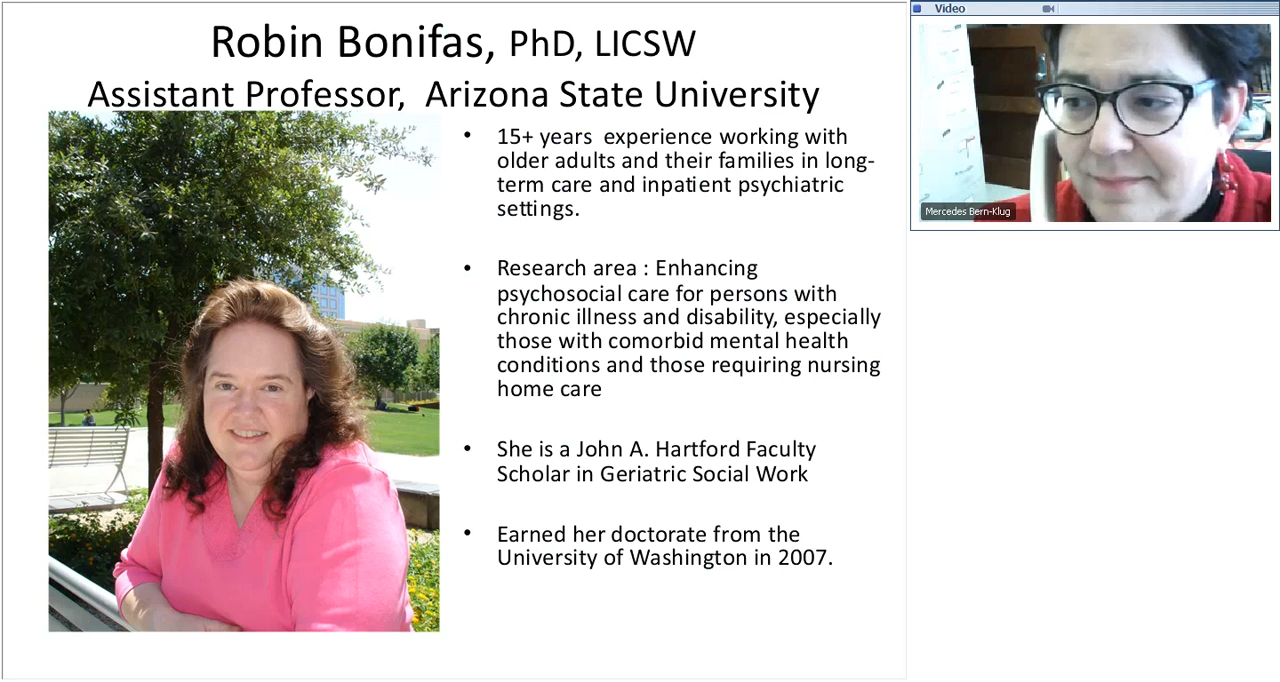 Robin Bonifas, PhD, LICSW
Assistant Professor,  Arizona State University
• 15+ years  experience working with
older adults and their families in long-
term care and inpatient psychiatric
settings.
• Research area : Enhancing
psychosocial care for persons with
chronic illness and disability, especially
those with comorbid mental health
conditions and those requiring nursing
home care
• She is a John A. Hartford Faculty
Scholar in Geriatric Social Work
• Earned her doctorate from the
University of Washington in 2007.
Video
Mercedes Bern-Klug